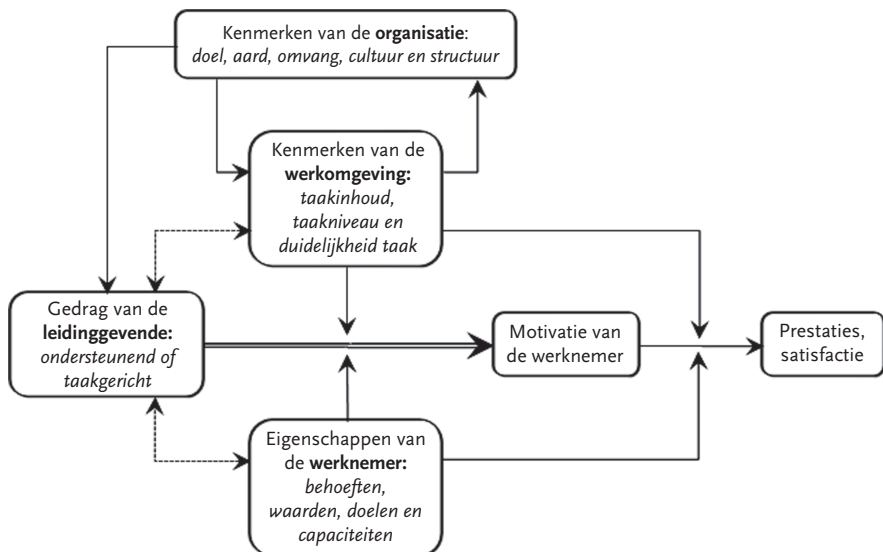 Kenmerken van de organisatie:
doel, aard, omvang, cultuur en structuur
Kenmerken van de
werkomgeving:
taakinhoud,
taakniveau en
duidelijkheid taak
Gedrag van de
leidinggevende:
ondersteunend of
taakgericht
Motivatie van
de werknemer
Prestaties,
satisfactie
Eigenschappen van
de werknemer:
behoeften,
waarden, doelen en
capaciteiten